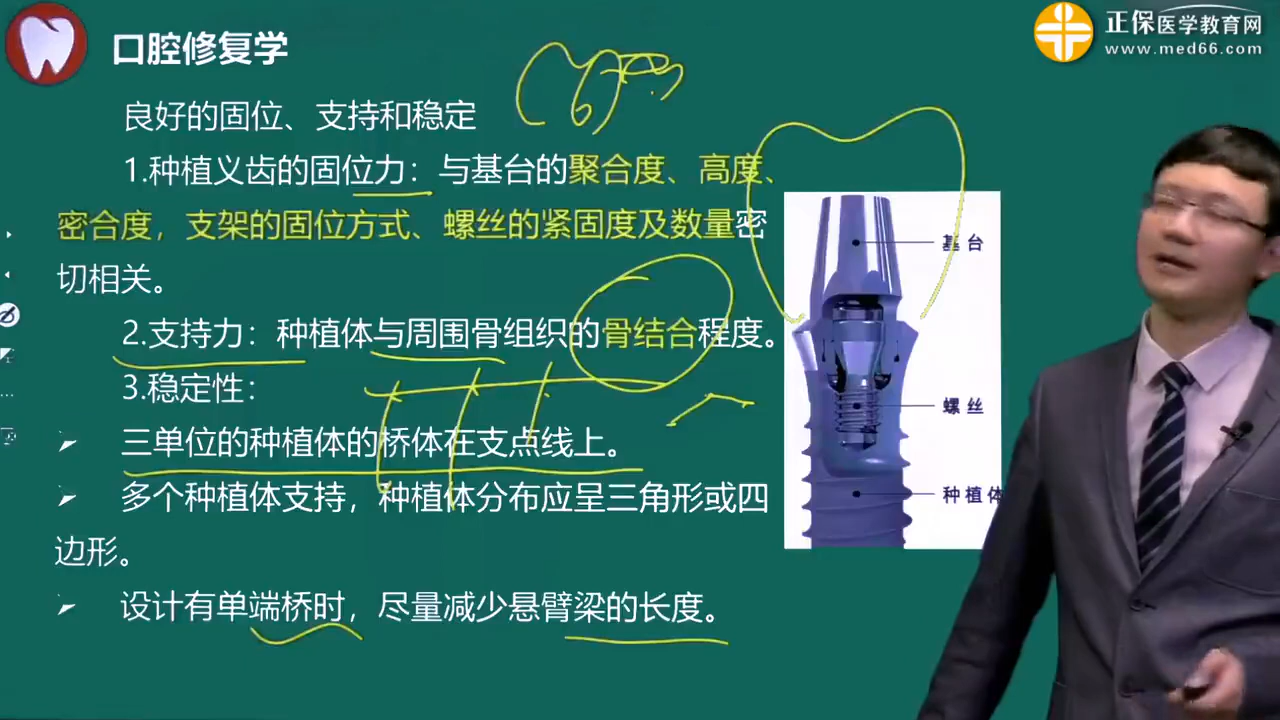 口腔修复学
正保医学教育网
www.med66.com
良好的固位、支持和稳定
1.种植义齿的固位力：与基台的聚合度、高度、
密合度，支架的固位方式、螺丝的紧固度及数量密
切相关。
2.支持力：种植体与周围骨组织的骨结合程度。
3.稳定性：
➢ 三单位的种植体的桥体在支点线上。
➢ 多个种植体支持，种植体分布应呈三角形或四
边形。
➢ 设计有单端桥时，尽量减少悬臂梁的长度。
基台
螺丝
种植体